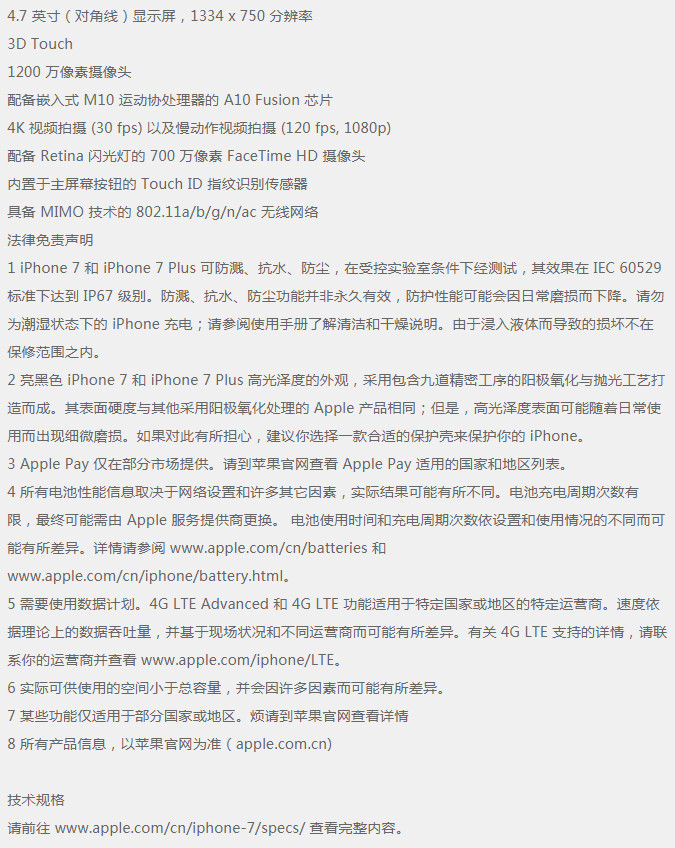 4.7 英寸（对角线）显示屏，1334 x 750 分辨率
3D Touch
1200 万像素摄像头
配备嵌入式 M10 运动协处理器的 A10 Fusion 芯片
4K 视频拍摄 (30 fps) 以及慢动作视频拍摄 (120 fps, 1080p)
配备 Retina 闪光灯的 700 万像素 FaceTime HD 摄像头
内置于主屏幕按钮的 Touch ID 指纹识别传感器
具备 MIMO 技术的 802.11a/b/g/n/ac 无线网络
法律免责声明
1 iPhone 7 和 iPhone 7 Plus 可防溅、抗水、防尘，在受控实验室条件下经测试，其效果在 IEC 60529
标准下达到 IP67 级别。防溅、抗水、防尘功能并非永久有效，防护性能可能会因日常磨损而下降。请勿
为潮湿状态下的 iPhone 充电；请参阅使用手册了解清洁和干燥说明。由于浸入液体而导致的损坏不在
保修范围之内。
2 亮黑色 iPhone 7 和 iPhone 7 Plus 高光泽度的外观，采用包含九道精密工序的阳极氧化与抛光工艺打
造而成。其表面硬度与其他采用阳极氧化处理的 Apple 产品相同；但是，高光泽度表面可能随着日常使
用而出现细微磨损。如果对此有所担心，建议你选择一款合适的保护壳来保护你的 iPhone。
3 Apple Pay 仅在部分市场提供。请到苹果官网查看 Apple Pay 适用的国家和地区列表。
4 所有电池性能信息取决于网络设置和许多其它因素，实际结果可能有所不同。电池充电周期次数有
限，最终可能需由 Apple 服务提供商更换。 电池使用时间和充电周期次数依设置和使用情况的不同而可
能有所差异。详情请参阅 www.apple.com/cn/batteries 和
www.apple.com/cn/iphone/battery.html。
5 需要使用数据计划。4G LTE Advanced 和 4G LTE 功能适用于特定国家或地区的特定运营商。速度依
据理论上的数据吞吐量，并基于现场状况和不同运营商而可能有所差异。有关 4G LTE 支持的详情，请联
系你的运营商并查看 www.apple.com/iphone/LTE。
6 实际可供使用的空间小于总容量，并会因许多因素而可能有所差异。
7 某些功能仅适用于部分国家或地区。烦请到苹果官网查看详情
8 所有产品信息，以苹果官网为准（apple.com.cn)
技术规格
请前往 www.apple.com/cn/iphone-7/specs/ 查看完整内容。